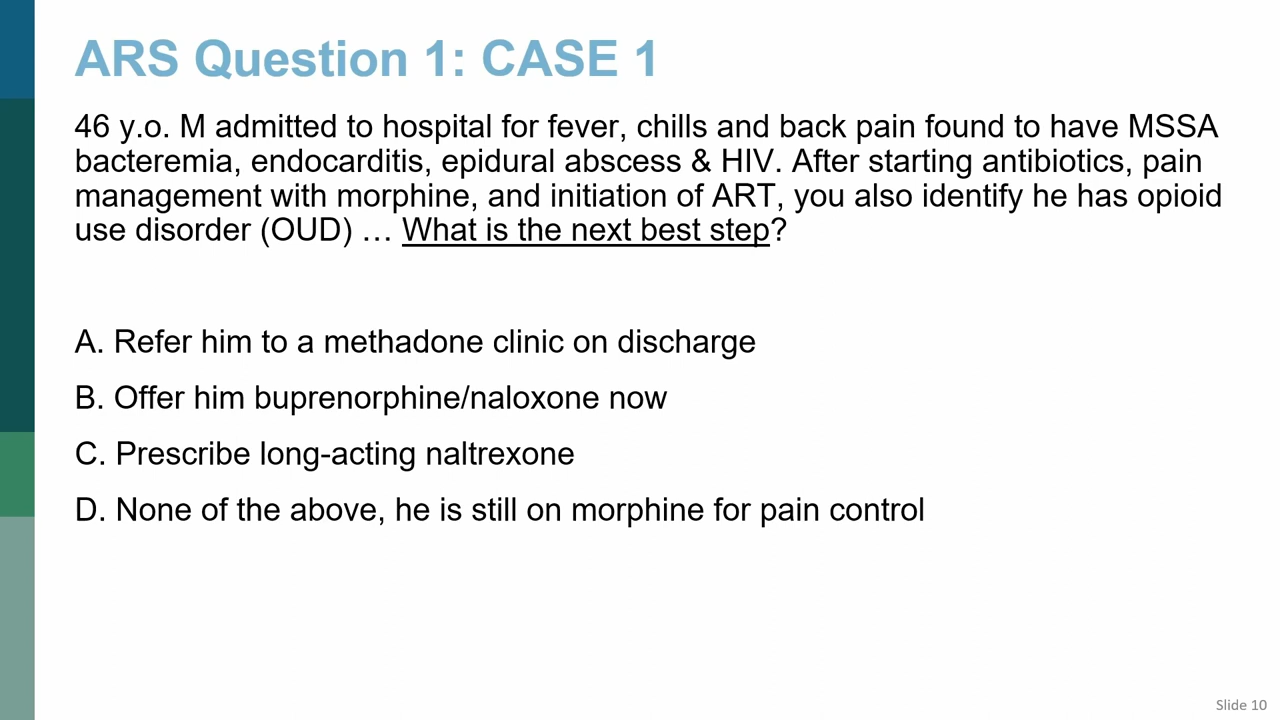 ARS Question 1: CASE 1
46 y.o. M admitted to hospital for fever, chills and back pain found to have MSSA
bacteremia, endocarditis, epidural abscess & HIV. After starting antibiotics, pain
management with morphine, and initiation of ART, you also identify he has opioid
use disorder (OUD) … What is the next best step?
A. Refer him to a methadone clinic on discharge
B. Offer him buprenorphine/naloxone now
C. Prescribe long-acting naltrexone
D. None of the above, he is still on morphine for pain control
Slide 10